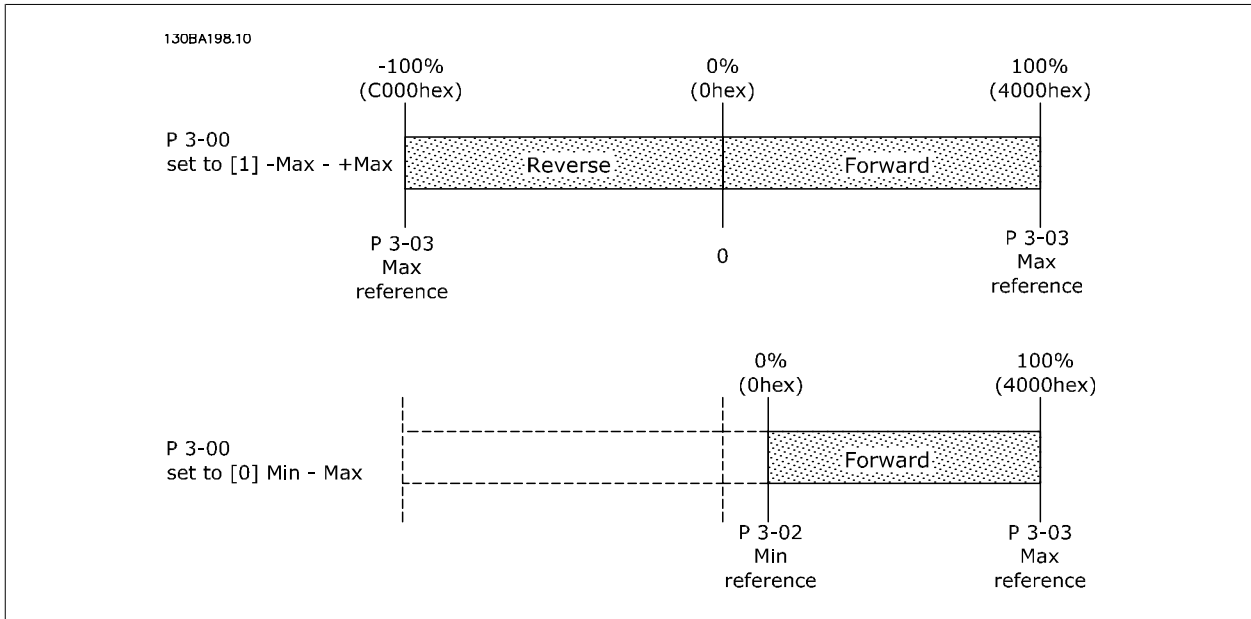 130BA198.10
-100%
(C000hex)
0%
(0hex)
100%
(4000hex)
P 3-00
set to [1] -Max - +Max
Reverse
Forward
P 3-03
Max
reference
0
P 3-03
Max
reference
0%
(0hex)
100%
(4000hex)
P 3-00
set to [0] Min - Max
Forward
P 3-02
Min
reference
P 3-03
Max
reference